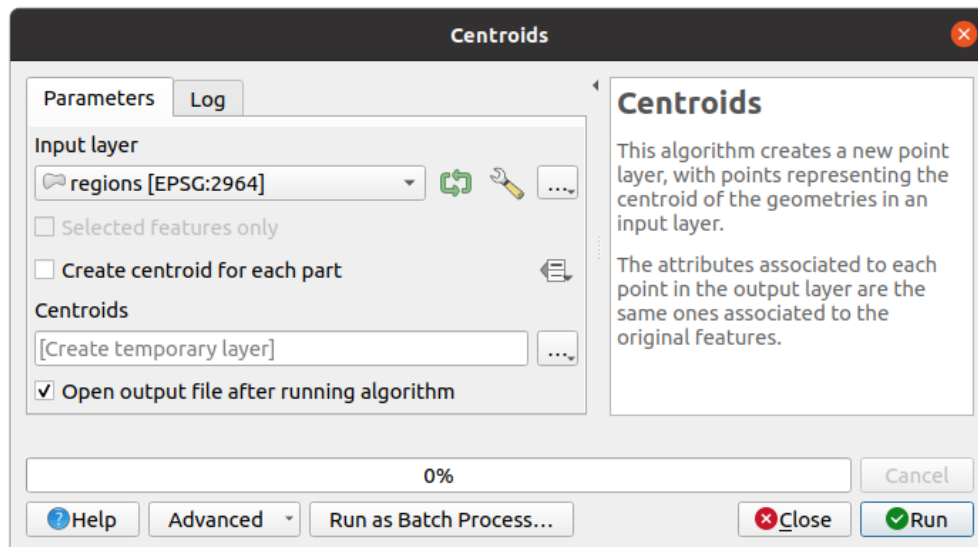 Centroids
Parameters
Log
Input layer
regions [EPSG:2964]
...
Selected features only
Create centroid for each part
Centroids
[Create temporary layer]
...
Open output file after running algorithm
Centroids
This algorithm creates a new point
layer, with points representing the
centroid of the geometries in an
input layer.
The attributes associated to each
point in the output layer are the
same ones associated to the
original features.
0%
Cancel
Help
Advanced
Run as Batch Process...
Close
Run